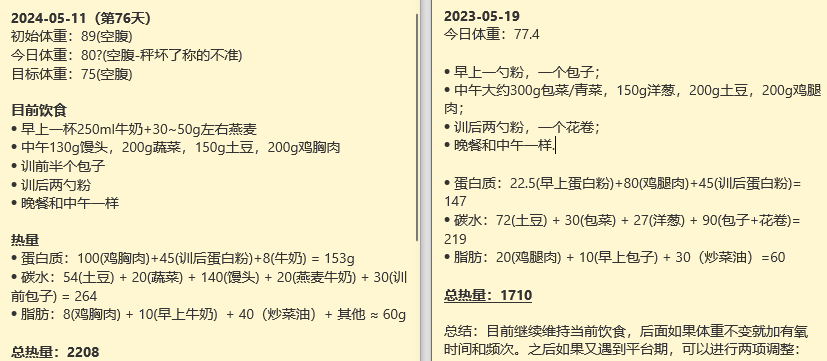 2024-05-11（第76天）
初始体重：89(空腹)
今日体重：80?(空腹-秤坏了称的不准)
目标体重：75(空腹)
目前饮食
• 早上一杯250ml牛奶+30~50g左右燕麦
• 中午130g馒头，200g蔬菜，150g土豆，200g鸡胸肉
• 训前半个包子
• 训后两勺粉
• 晚餐和中午一样
热量
• 蛋白质：100(鸡胸肉)+45(训后蛋白粉)+8(牛奶) = 153g
• 碳水：54(土豆) + 20(蔬菜) + 140(馒头) + 20(燕麦牛奶) + 30(训
前包子) = 264
• 脂肪：8(鸡胸肉) + 10(早上牛奶)  + 40（炒菜油）+ 其他 ≈ 60g
总热量：2208
2023-05-19
今日体重：77.4
• 早上一勺粉，一个包子；
• 中午大约300g包菜/青菜，150g洋葱，200g土豆，200g鸡腿
肉；
• 训后两勺粉，一个花卷；
• 晚餐和中午一样.
• 蛋白质：22.5(早上蛋白粉)+80(鸡腿肉)+45(训后蛋白粉)=
147
• 碳水：72(土豆) + 30(包菜) + 27(洋葱) + 90(包子+花卷)=
219
• 脂肪：20(鸡腿肉) + 10(早上包子) + 30（炒菜油）=60
总热量：1710
总结：目前继续维持当前饮食，后面如果体重不变就加有氧
时间和频次。之后如果又遇到平台期，可以进行两项调整：